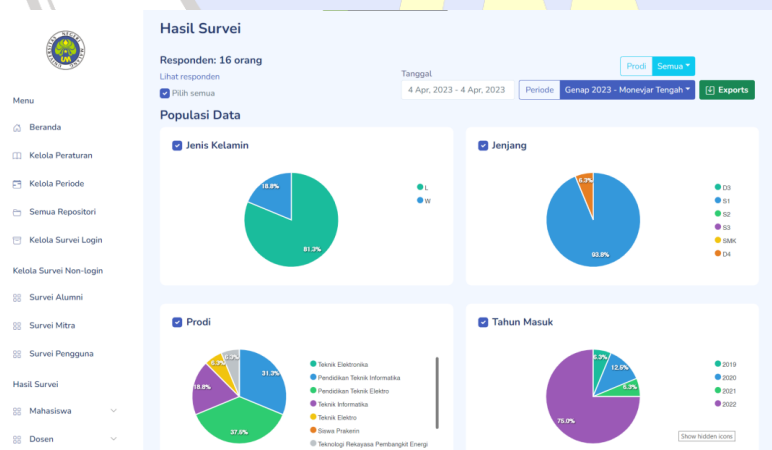 UNIVERSITAS NEGERI MALANG
UM
Menu
Beranda
Kelola Peraturan
Kelola Periode
Semua Repositori
Kelola Survei Login
Kelola Survei Non-login
Survei Alumni
Survei Mitra
Survei Pengguna
Hasil Survei
Mahasiswa
Dosen
Hasil Survei
Responden: 16 orang
Lihat responden
Pilih semua
Tanggal
4 Apr, 2023 - 4 Apr, 2023
Prodi Semua
Periode Genap 2023 - Monevjar Tengah
Exports
Populasi Data
Jenis Kelamin
18.8%
81.3%
L
W
Jenjang
6.3%
93.8%
D3
S1
S2
S3
SMK
D4
Prodi
6.3%
6.3%
31.3%
18.8%
37.5%
Teknik Elektronika
Pendidikan Teknik Informatika
Pendidikan Teknik Elektro
Teknik Informatika
Teknik Elektro
Siswa Prakerin
Teknologi Rekayasa Pembangkit Energi
Tahun Masuk
6.3%
12.5%
6.3%
75.0%
2019
2020
2021
2022
Show hidden icons